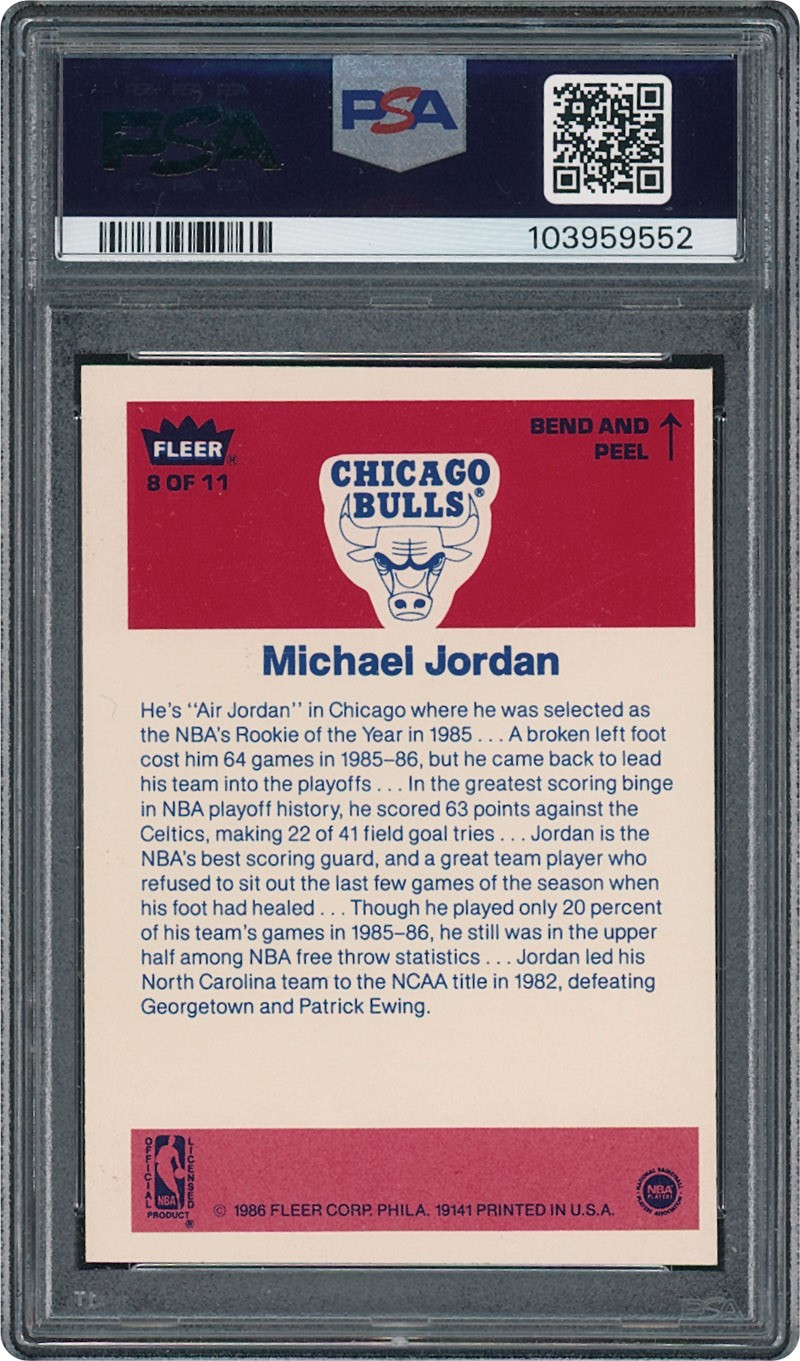 PSA
PSA
103959552
FLEER®
8 OF 11
BEND AND
PEEL
CHICAGO
BULLS®
Michael Jordan
He's "Air Jordan" in Chicago where he was selected as
the NBA's Rookie of the Year in 1985 . . . A broken left foot
cost him 64 games in 1985–86, but he came back to lead
his team into the playoffs . . . In the greatest scoring binge
in NBA playoff history, he scored 63 points against the
Celtics, making 22 of 41 field goal tries . . . Jordan is the
NBA's best scoring guard, and a great team player who
refused to sit out the last few games of the season when
his foot had healed . . . Though he played only 20 percent
of his team's games in 1985–86, he still was in the upper
half among NBA free throw statistics . . . Jordan led his
North Carolina team to the NCAA title in 1982, defeating
Georgetown and Patrick Ewing.
OFFICIAL
LICENSED
NBA
PRODUCT®
© 1986 FLEER CORP. PHILA. 19141 PRINTED IN U.S.A.
NATIONAL BASKETBALL
NBA
PLAYERS
PLAYERS ASSOCIATION
PSA